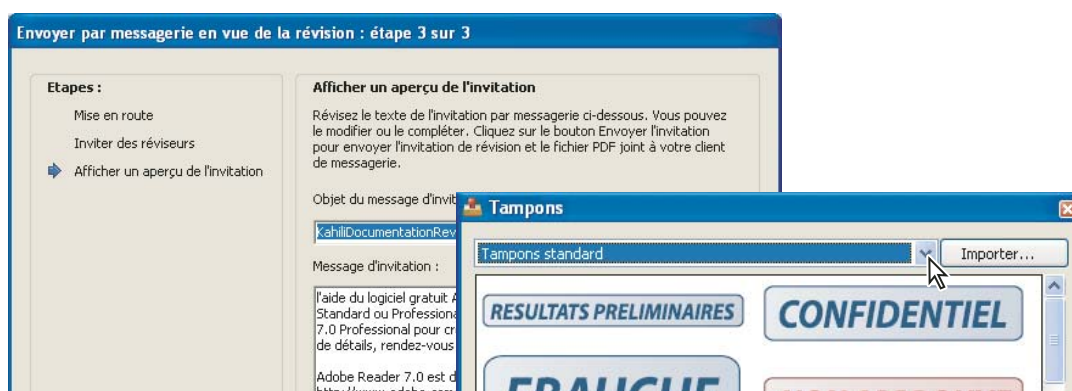 Envoyer par messagerie en vue de la révision : étape 3 sur 3
Etapes :
Mise en route
Inviter des réviseurs
Afficher un aperçu de l'invitation
Afficher un aperçu de l'invitation
Révisez le texte de l'invitation par messagerie ci-dessous. Vous pouvez
le modifier ou le compléter. Cliquez sur le bouton Envoyer l'invitation
pour envoyer l'invitation de révision et le fichier PDF joint à votre client
de messagerie.
Objet du message d'invit
KahiliDocumentationRev
Message d'invitation :
l'aide du logiciel gratuit A
Standard ou Professiona
7.0 Professional pour cr
de détails, rendez-vous
Adobe Reader 7.0 est d
Tampons
Tampons standard
Importer...
RESULTATS PRELIMINAIRES
CONFIDENTIEL